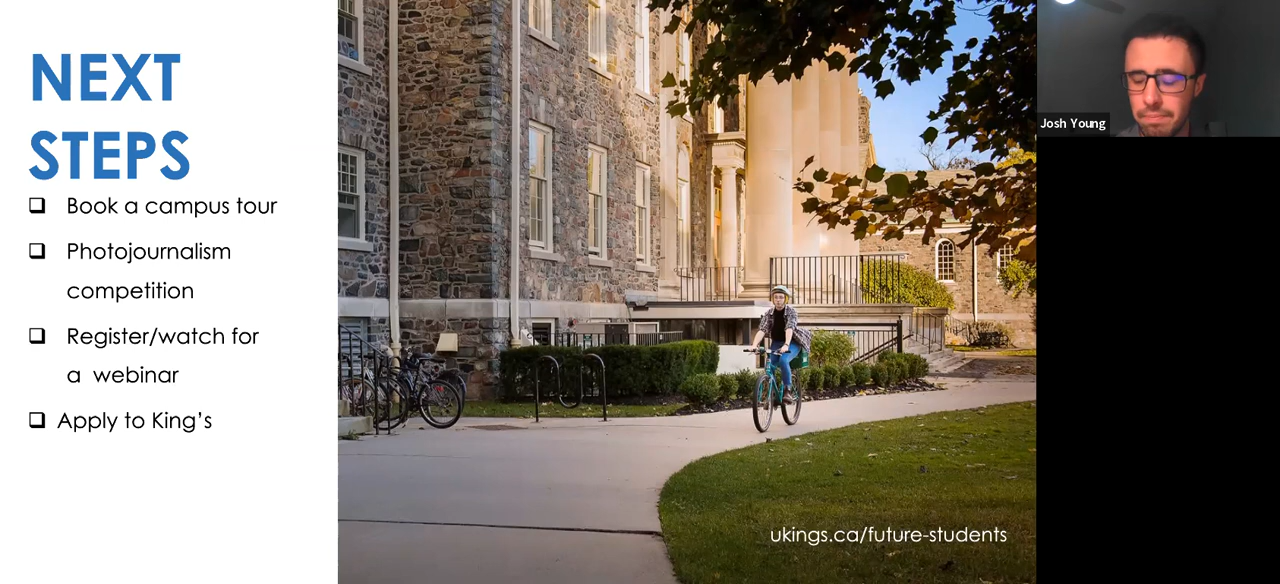 NEXT
STEPS
❑ Book a campus tour
❑ Photojournalism
competition
❑ Register/watch for
a webinar
❑ Apply to King’s
ukings.ca/future-students
Josh Young